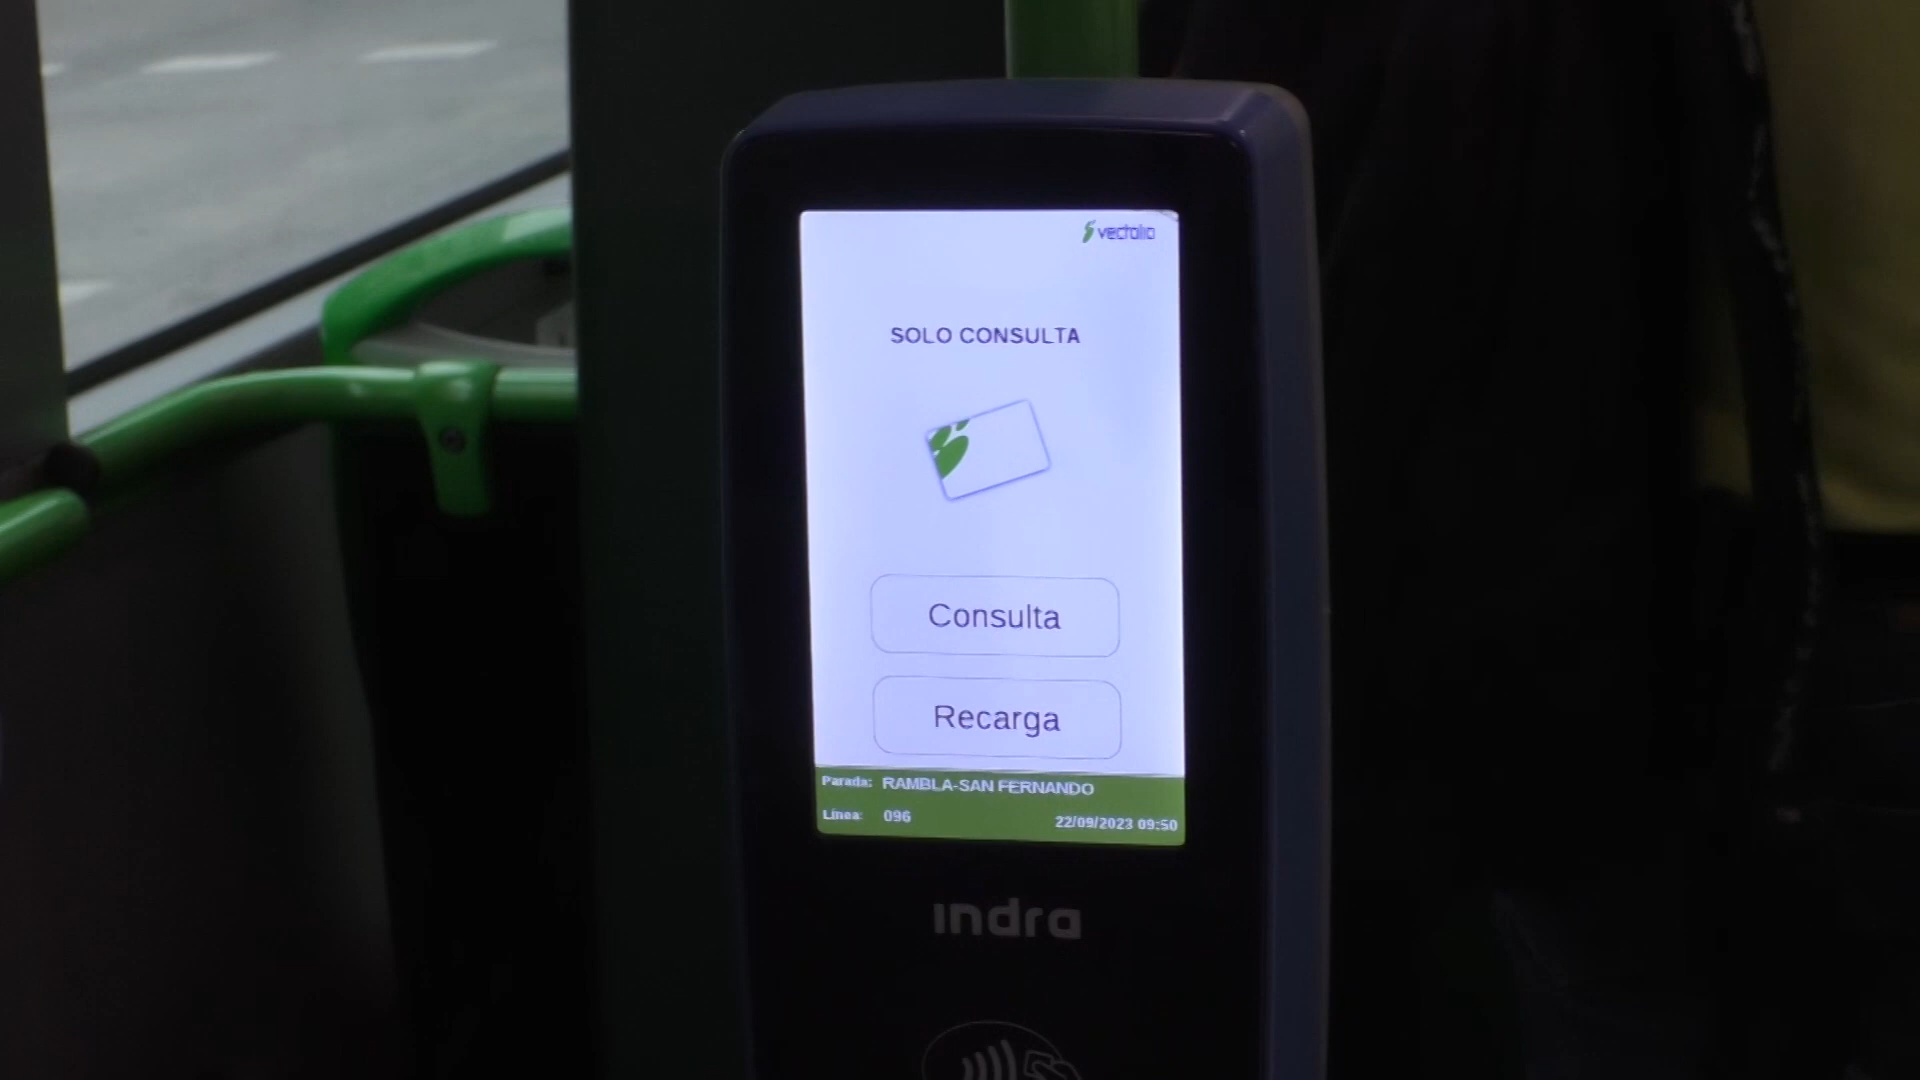 vectalia
SOLO CONSULTA
Consulta
Recarga
Parada: RAMBLA-SAN FERNANDO
Línea: 096 22/09/2023 09:50
indra